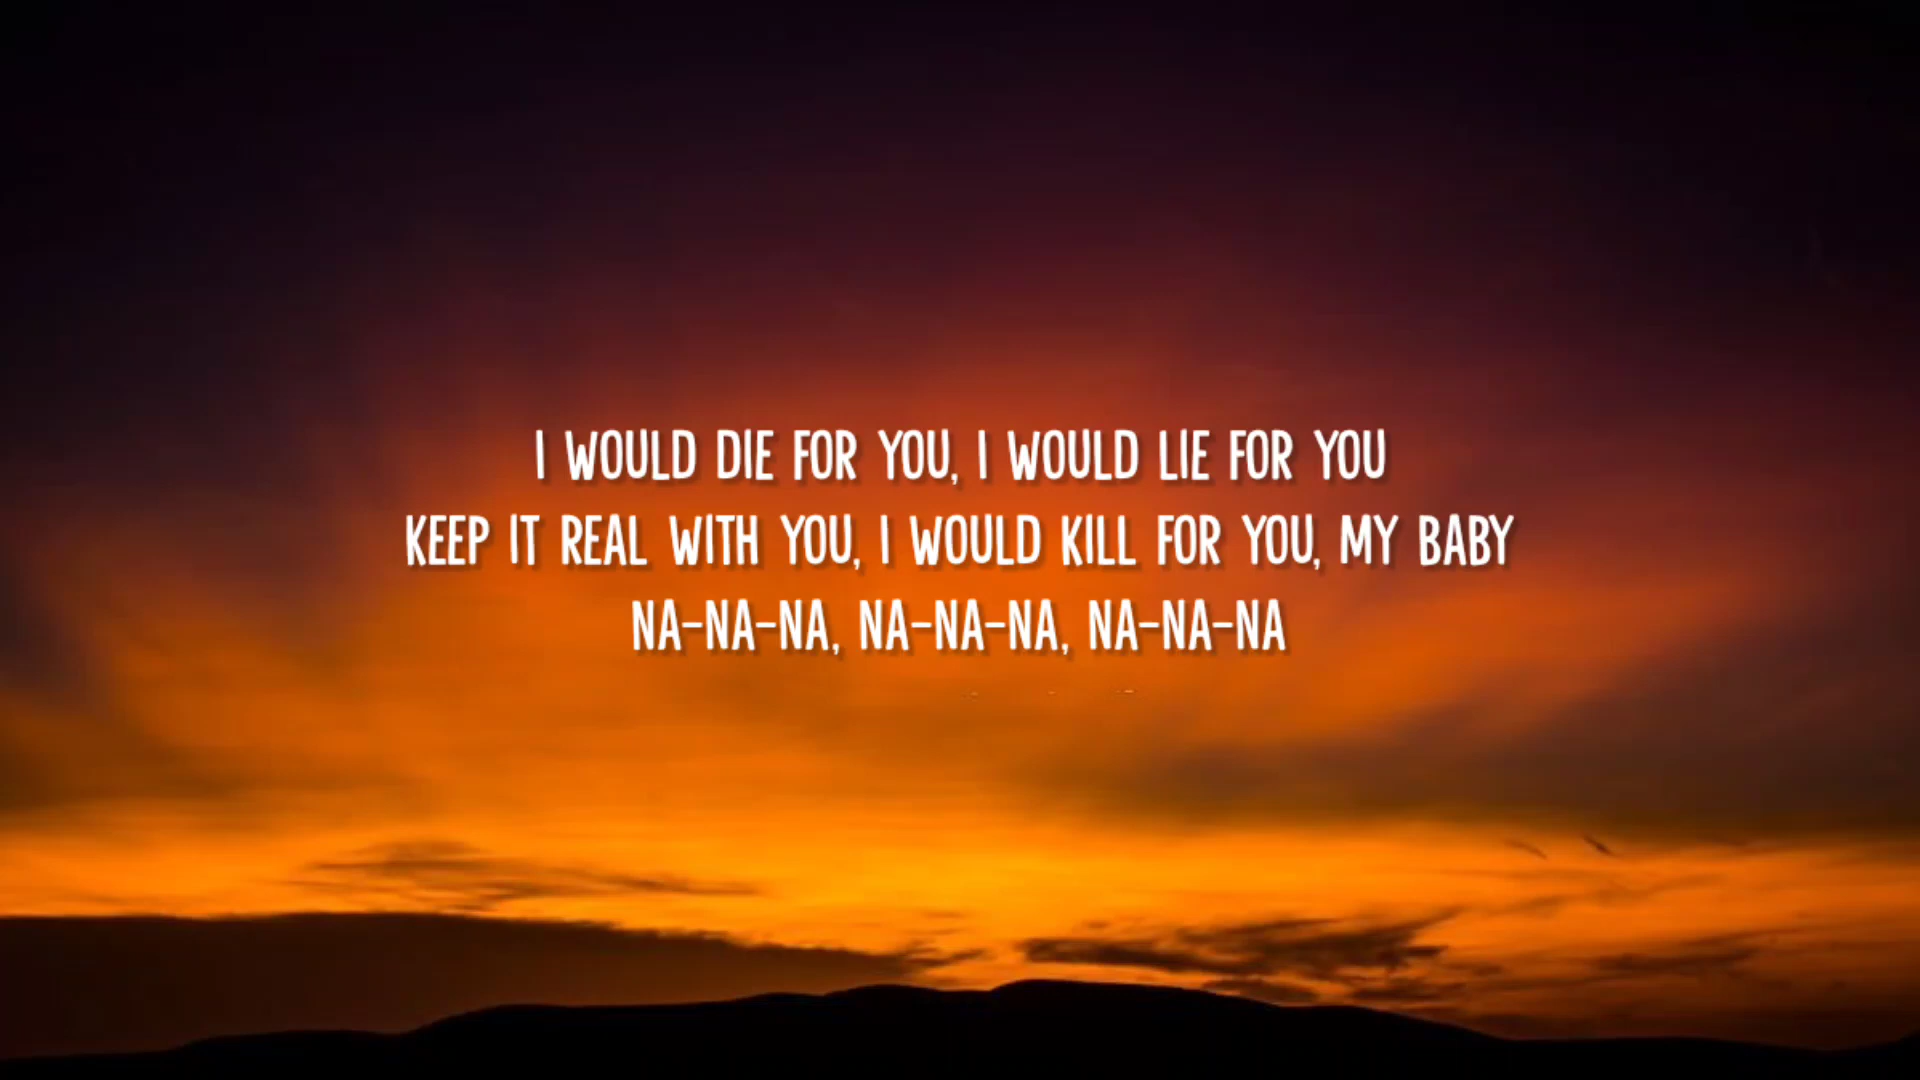 I WOULD DIE FOR YOU, I WOULD LIE FOR YOU
KEEP IT REAL WITH YOU, I WOULD KILL FOR YOU, MY BABY
NA-NA-NA, NA-NA-NA, NA-NA-NA